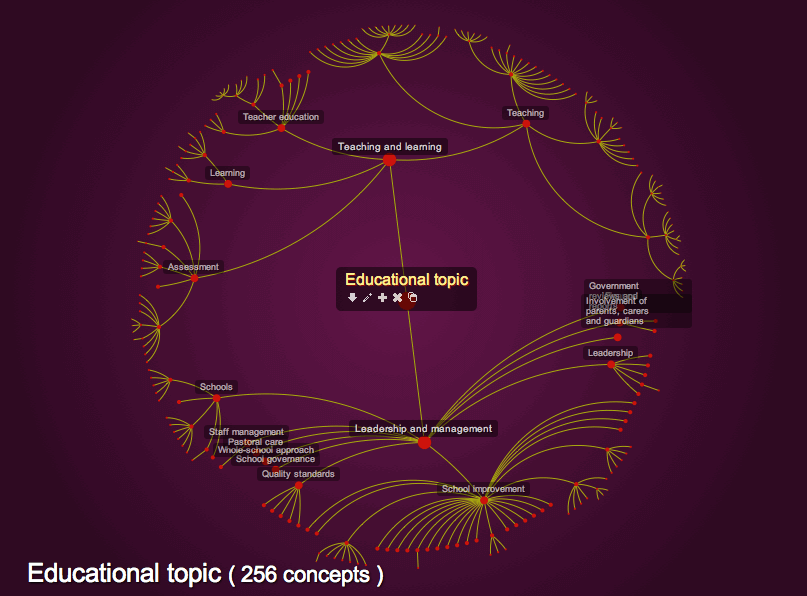 Teaching
Teacher education
Teaching and learning
Learning
Assessment
Educational topic
Government
Involvement of
parents, carers
and guardians
Leadership
Schools
Leadership and management
Staff management
Pastoral care
Whole-school approach
School governance
Quality standards
School improvement
Educational topic ( 256 concepts )